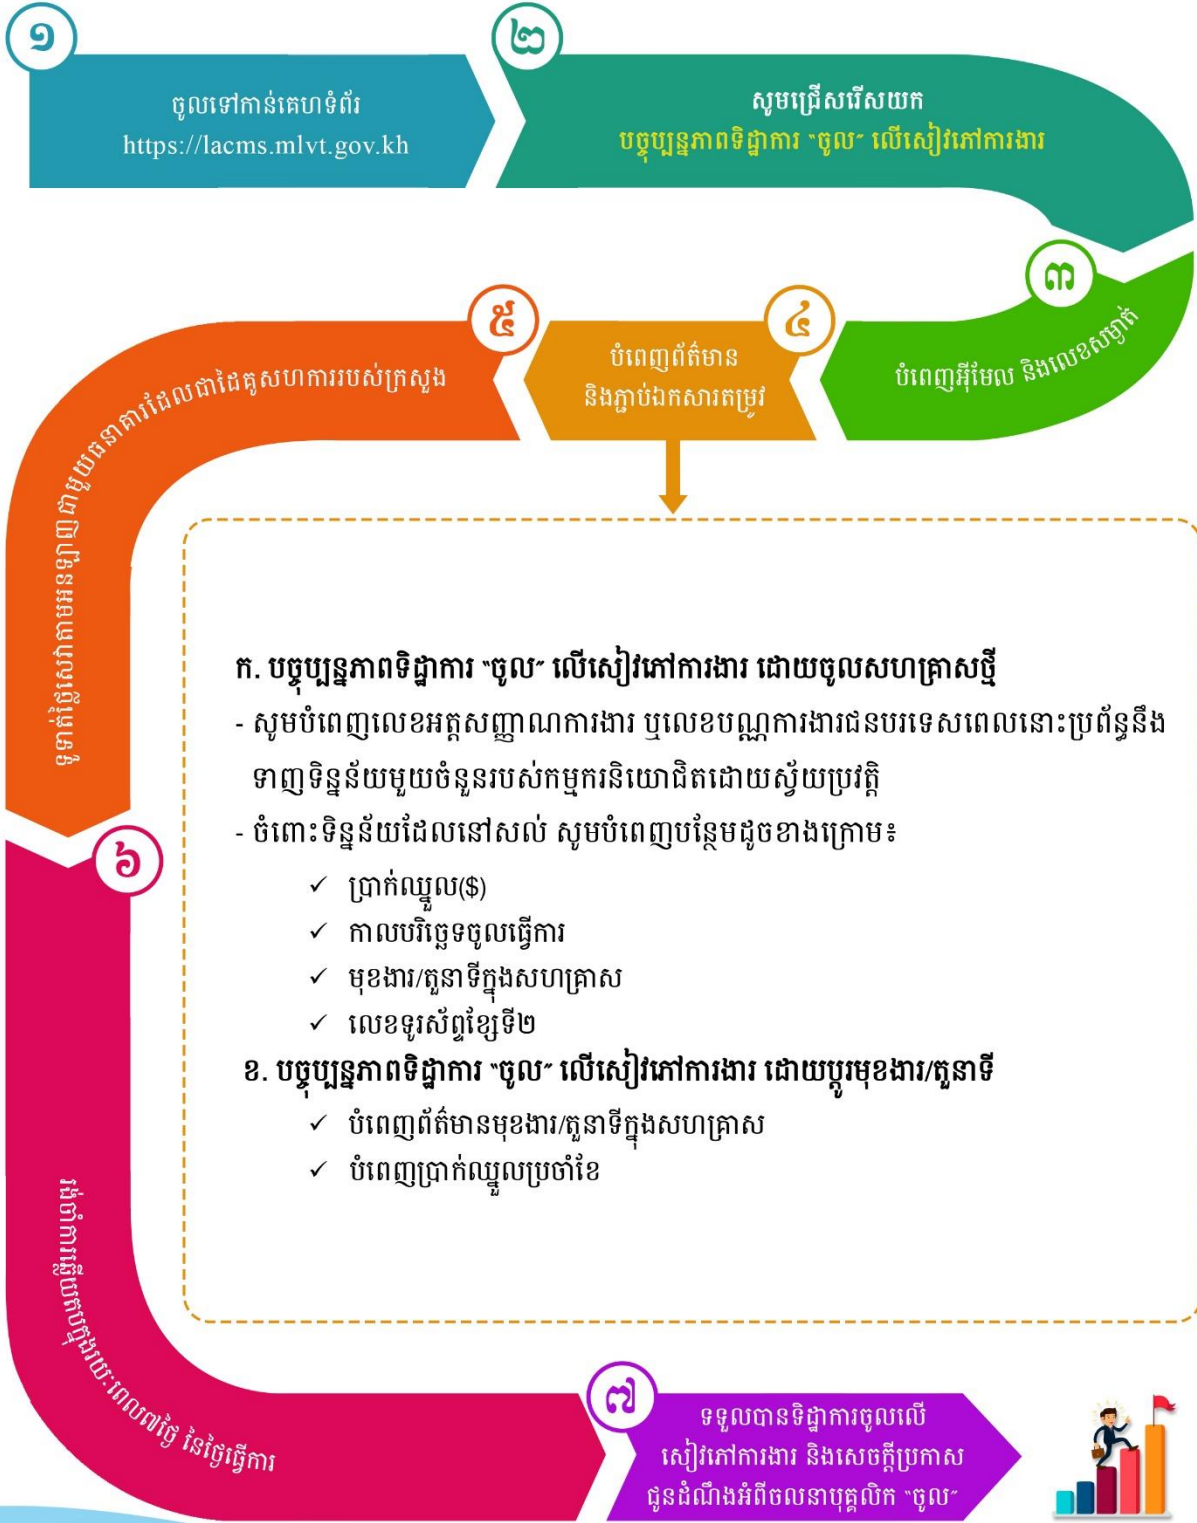 ១
ចូលទៅកាន់គេហទំព័រ
https://lacms.mlvt.gov.kh
២
សូមជ្រើសរើសយក
បច្ចុប្បន្នភាពទិដ្ឋាការ “ចូល” លើសៀវភៅការងារ
៣
បំពេញអ៊ីមែល និងលេខសម្ងាត់
៤
បំពេញព័ត៌មាន
និងភ្ជាប់ឯកសារតម្រូវ
ក. បច្ចុប្បន្នភាពទិដ្ឋាការ “ចូល” លើសៀវភៅការងារ ដោយចូលសហគ្រាសថ្មី
- សូមបំពេញលេខអត្តសញ្ញាណការងារ ឬលេខបណ្ណការងារជនបរទេសពេលនោះប្រព័ន្ធនឹង
ទាញទិន្នន័យមួយចំនួនរបស់កម្មករនិយោជិតដោយស្វ័យប្រវត្តិ
- ចំពោះទិន្នន័យដែលនៅសល់ សូមបំពេញបន្ថែមដូចខាងក្រោម៖
✓ ប្រាក់ឈ្នួល($)
✓ កាលបរិច្ឆេទចូលធ្វើការ
✓ មុខងារ/តួនាទីក្នុងសហគ្រាស
✓ លេខទូរស័ព្ទខ្សែទី២
ខ. បច្ចុប្បន្នភាពទិដ្ឋាការ “ចូល” លើសៀវភៅការងារ ដោយប្តូរមុខងារ/តួនាទី
✓ បំពេញព័ត៌មានមុខងារ/តួនាទីក្នុងសហគ្រាស
✓ បំពេញប្រាក់ឈ្នួលប្រចាំខែ
៥
ទូទាត់ថ្លៃសេវាតាមអនឡាញជាមួយធនាគារដែលជាដៃគូសហការរបស់ក្រសួង
៦
រង់ចាំការឆ្លើយតបក្នុងរយៈពេល៧ថ្ងៃ នៃថ្ងៃធ្វើការ
៧
ទទួលបានទិដ្ឋាការចូលលើ
សៀវភៅការងារ និងសេចក្តីប្រកាស
ជូនដំណឹងអំពីចលនាបុគ្គលិក “ចូល”